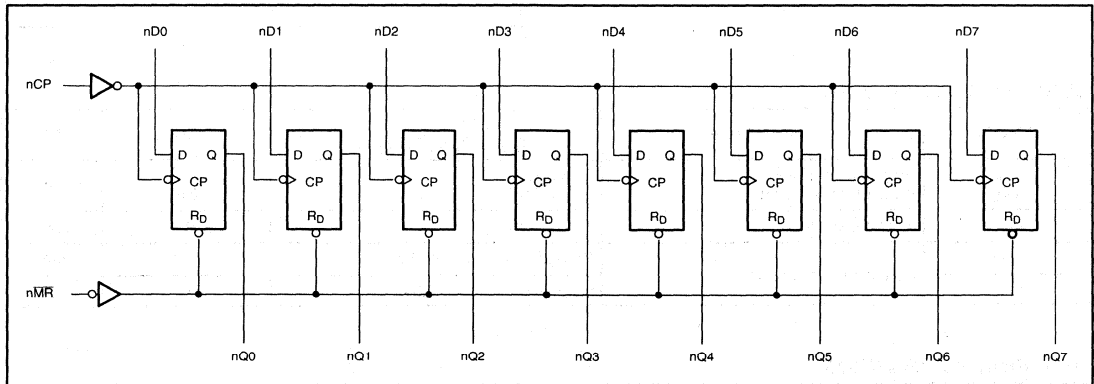 nD0 nD1 nD2 nD3 nD4 nD5 nD6 nD7
nCP
D Q D Q D Q D Q D Q D Q D Q D Q
CP CP CP CP CP CP CP CP
RD RD RD RD RD RD RD RD
nM̅R̅
nQ0 nQ1 nQ2 nQ3 nQ4 nQ5 nQ6 nQ7